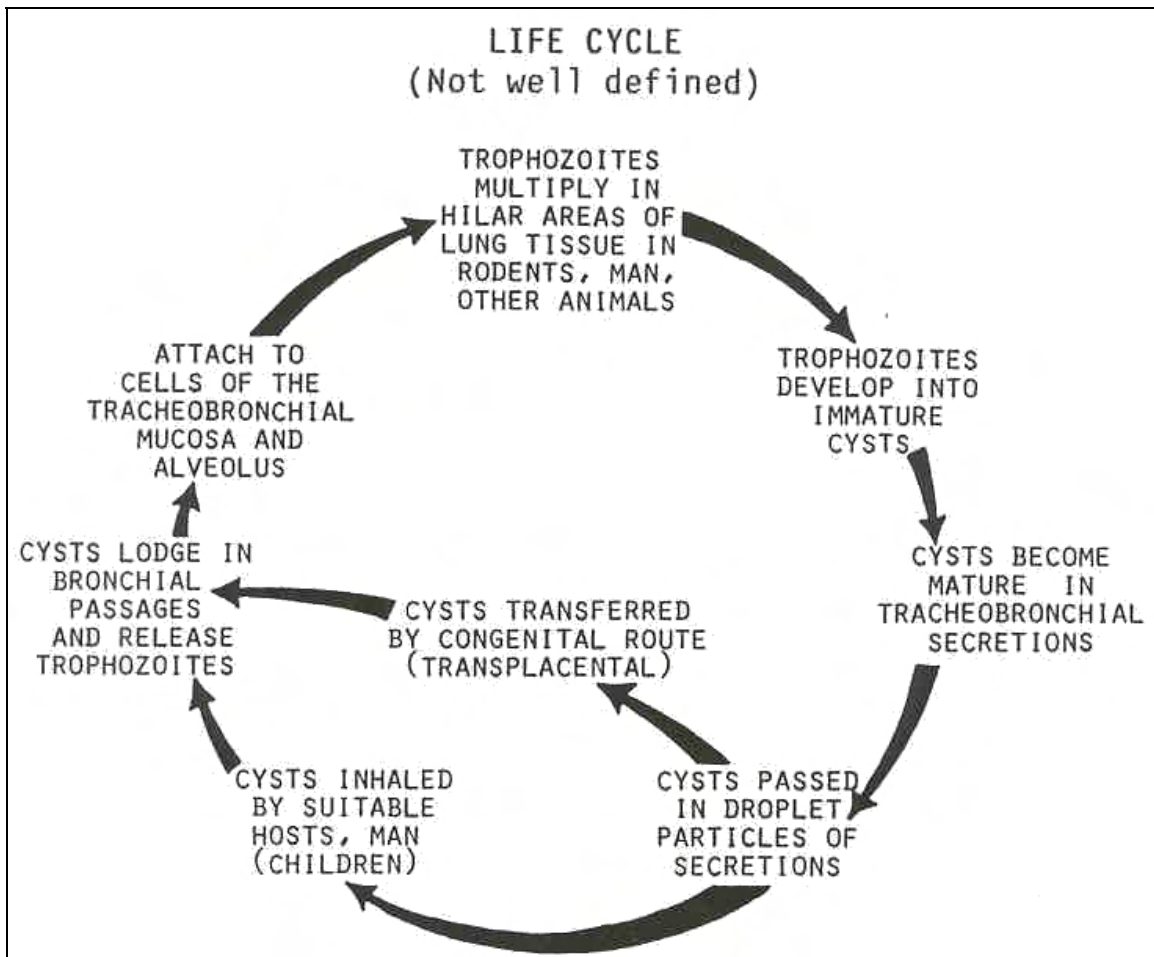 LIFE CYCLE
(Not well defined)
TROPHOZOITES
MULTIPLY IN
HILAR AREAS OF
LUNG TISSUE IN
RODENTS, MAN,
OTHER ANIMALS
TROPHOZOITES
DEVELOP INTO
IMMATURE
CYSTS
CYSTS BECOME
MATURE IN
TRACHEOBRONCHIAL
SECRETIONS
CYSTS PASSED
IN DROPLET
PARTICLES OF
SECRETIONS
CYSTS TRANSFERRED
BY CONGENITAL ROUTE
(TRANSPLACENTAL)
CYSTS INHALED
BY SUITABLE
HOSTS, MAN
(CHILDREN)
CYSTS LODGE IN
BRONCHIAL
PASSAGES
AND RELEASE
TROPHOZOITES
ATTACH TO
CELLS OF THE
TRACHEOBRONCHIAL
MUCOSA AND
ALVEOLUS